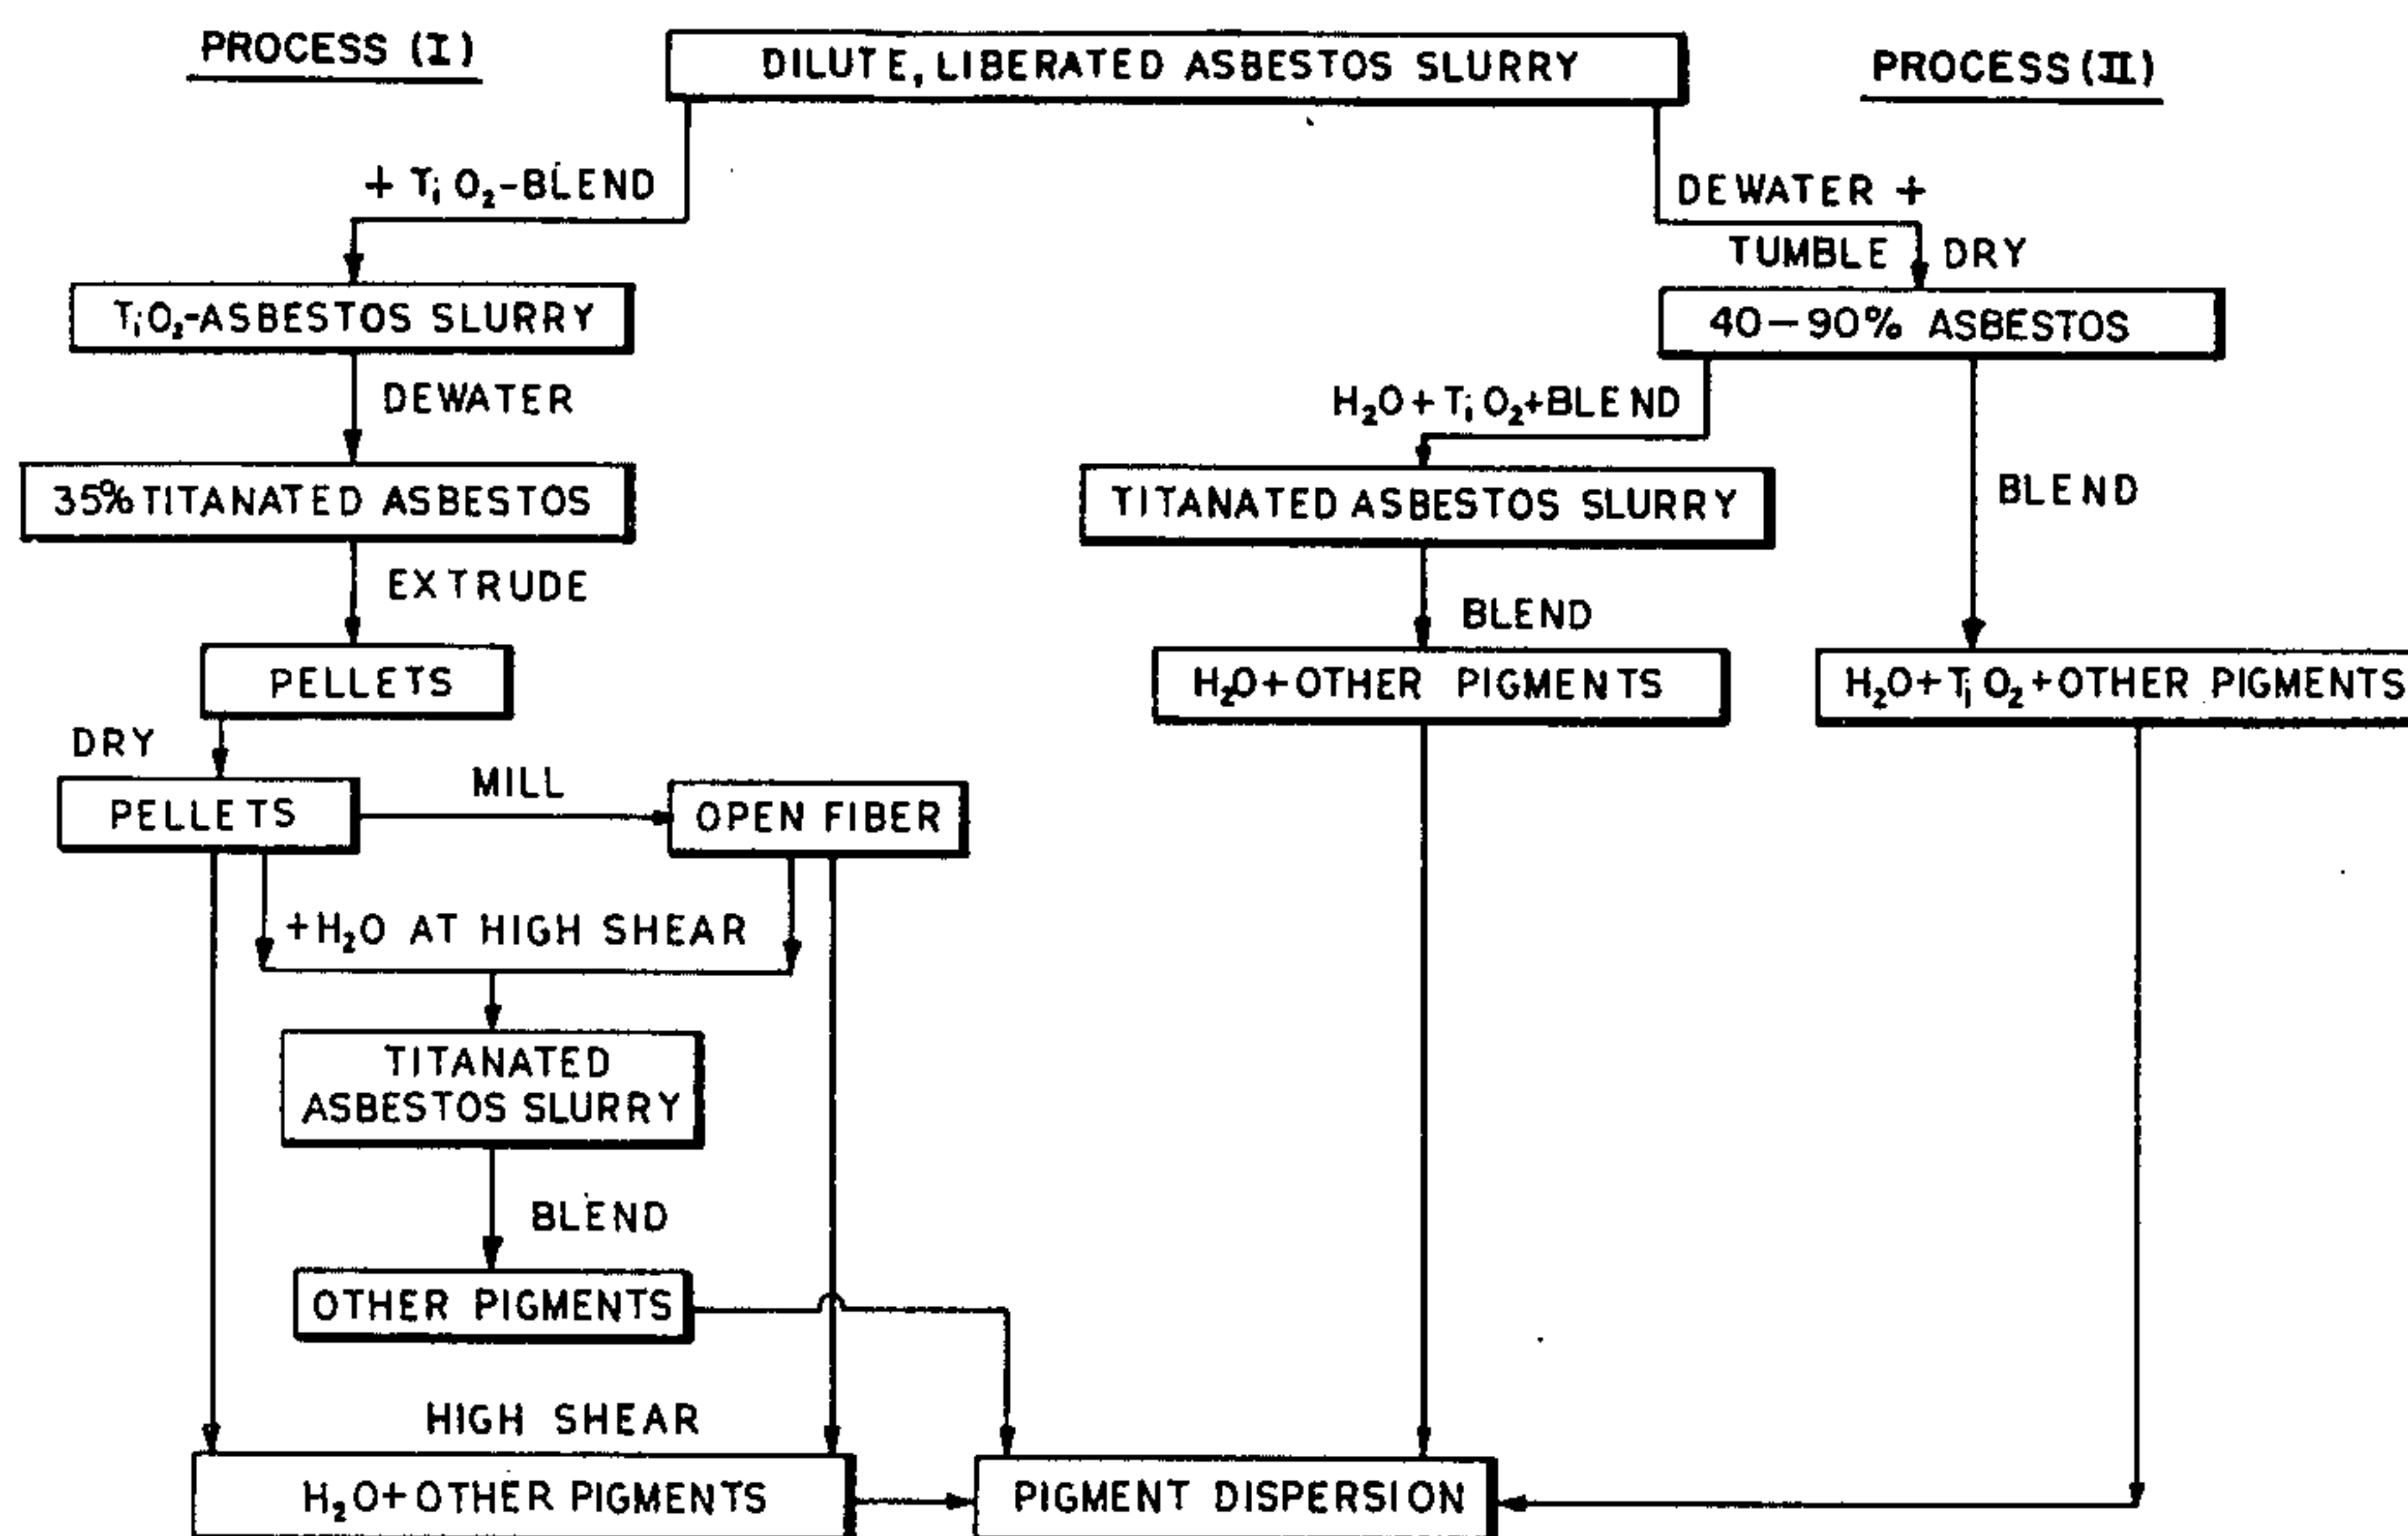 PROCESS (I)
DILUTE, LIBERATED ASBESTOS SLURRY
PROCESS (II)
+ TiO₂-BLEND
DEWATER +
TUMBLE DRY
TiO₂-ASBESTOS SLURRY
40-90% ASBESTOS
DEWATER
H₂O+TiO₂+BLEND
35% TITANATED ASBESTOS
TITANATED ASBESTOS SLURRY
BLEND
EXTRUDE
BLEND
PELLETS
H₂O+OTHER PIGMENTS
H₂O+TiO₂+OTHER PIGMENTS
DRY
PELLETS
MILL
OPEN FIBER
+H₂O AT HIGH SHEAR
TITANATED
ASBESTOS SLURRY
BLEND
OTHER PIGMENTS
HIGH SHEAR
H₂O+OTHER PIGMENTS
PIGMENT DISPERSION